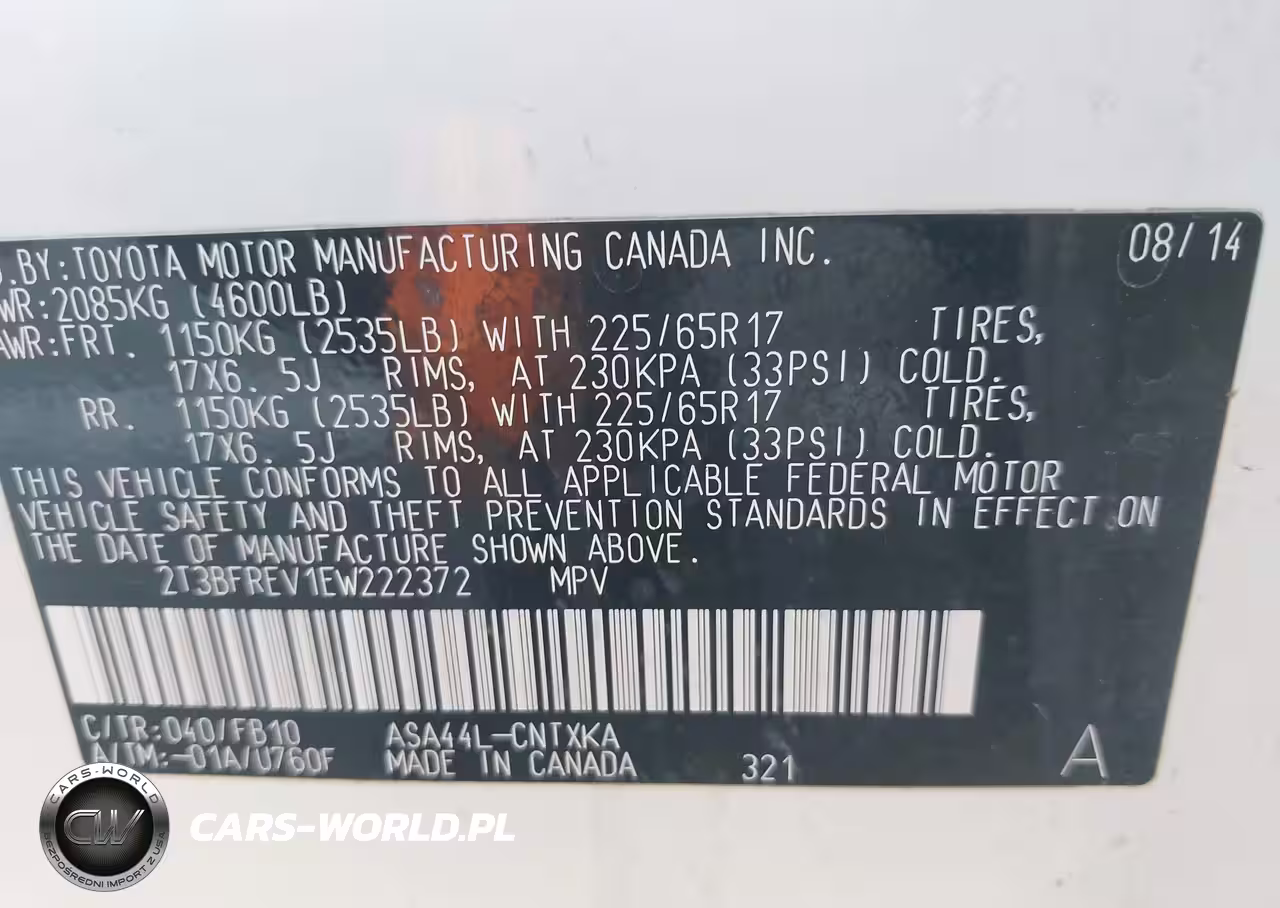 .BY:TOYOTA MOTOR MANUFACTURING CANADA INC. 08/14
WR:2085KG (4600LB)
AWR:FRT. 1150KG (2535LB) WITH 225/65R17 TIRES,
17X6. 5J RIMS, AT 230KPA (33PSI) COLD.
RR. 1150KG (2535LB) WITH 225/65R17 TIRES,
17X6. 5J RIMS, AT 230KPA (33PSI) COLD.
THIS VEHICLE CONFORMS TO ALL APPLICABLE FEDERAL MOTOR
VEHICLE SAFETY AND THEFT PREVENTION STANDARDS IN EFFECT ON
THE DATE OF MANUFACTURE SHOWN ABOVE.
2T3BFREV1EW222372 MPV
C/TR:040/FB10 ASA44L-CNTXKA
A/TM:-01A/U760F MADE IN CANADA 321 A
CARS-WORLD
CW
BEZPOŚREDNI IMPORT Z USA
CARS-WORLD.PL